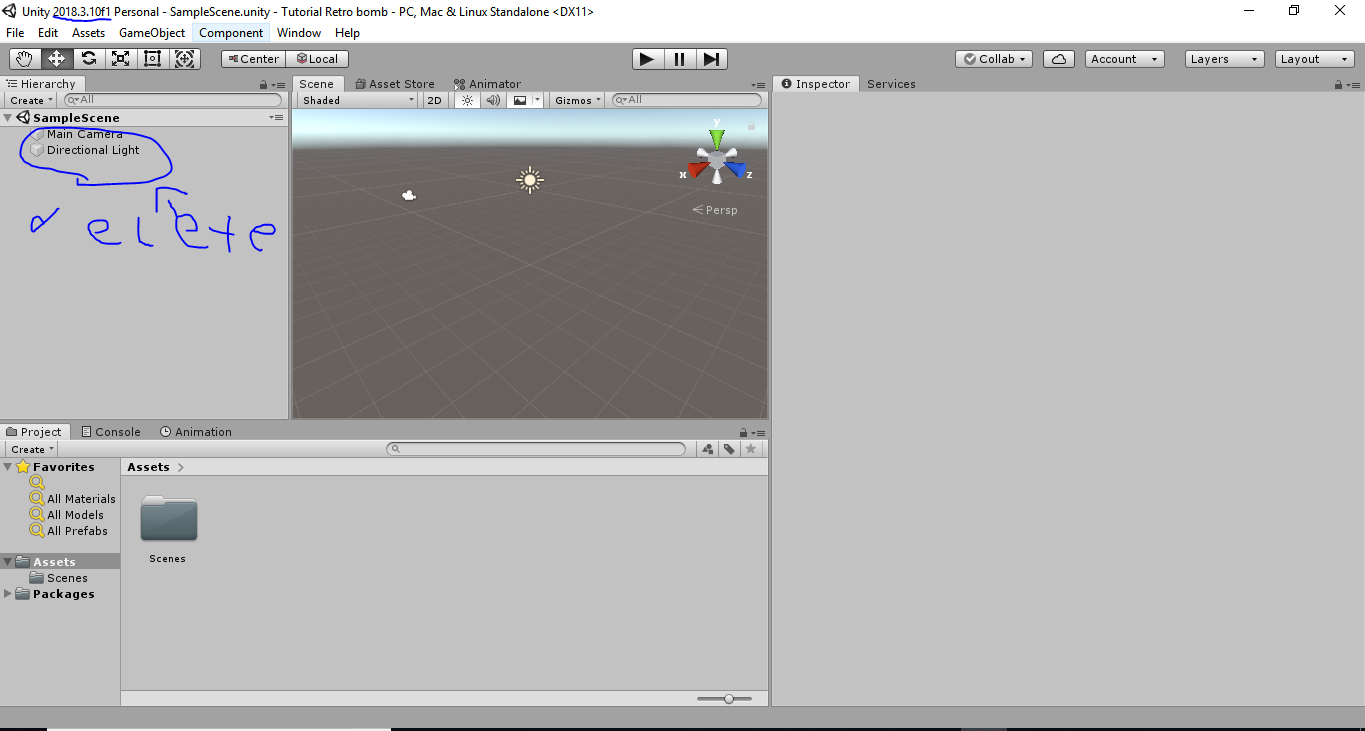 Unity 2018.3.10f1 Personal - SampleScene.unity - Tutorial Retro bomb - PC, Mac & Linux Standalone <DX11>
File Edit Assets GameObject Component Window Help
Center Local Collab Account Layers Layout
Hierarchy Scene Asset Store Animator Inspector Services
Create All Shaded 2D Gizmos All
SampleScene
Main Camera
Directional Light
y
x z
Persp
delete
Project Console Animation
Create
Favorites Assets
All Materials
All Models
All Prefabs
Scenes
Assets
Scenes
Packages